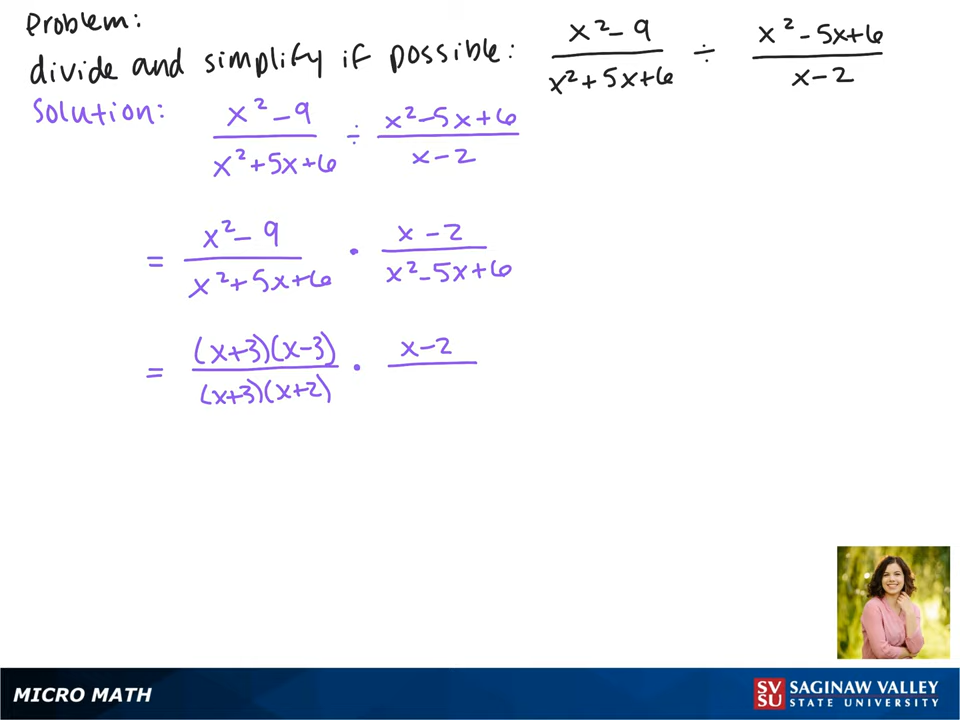 Problem:
divide and simplify if possible: (x² - 9)/(x² + 5x + 6) ÷ (x² - 5x + 6)/(x - 2)
Solution: (x² - 9)/(x² + 5x + 6) ÷ (x² - 5x + 6)/(x - 2)
= (x² - 9)/(x² + 5x + 6) · (x - 2)/(x² - 5x + 6)
= (x+3)(x-3)/(x+3)(x+2) · x-2/
MICRO MATH
SV SU SAGINAW VALLEY
STATE UNIVERSITY